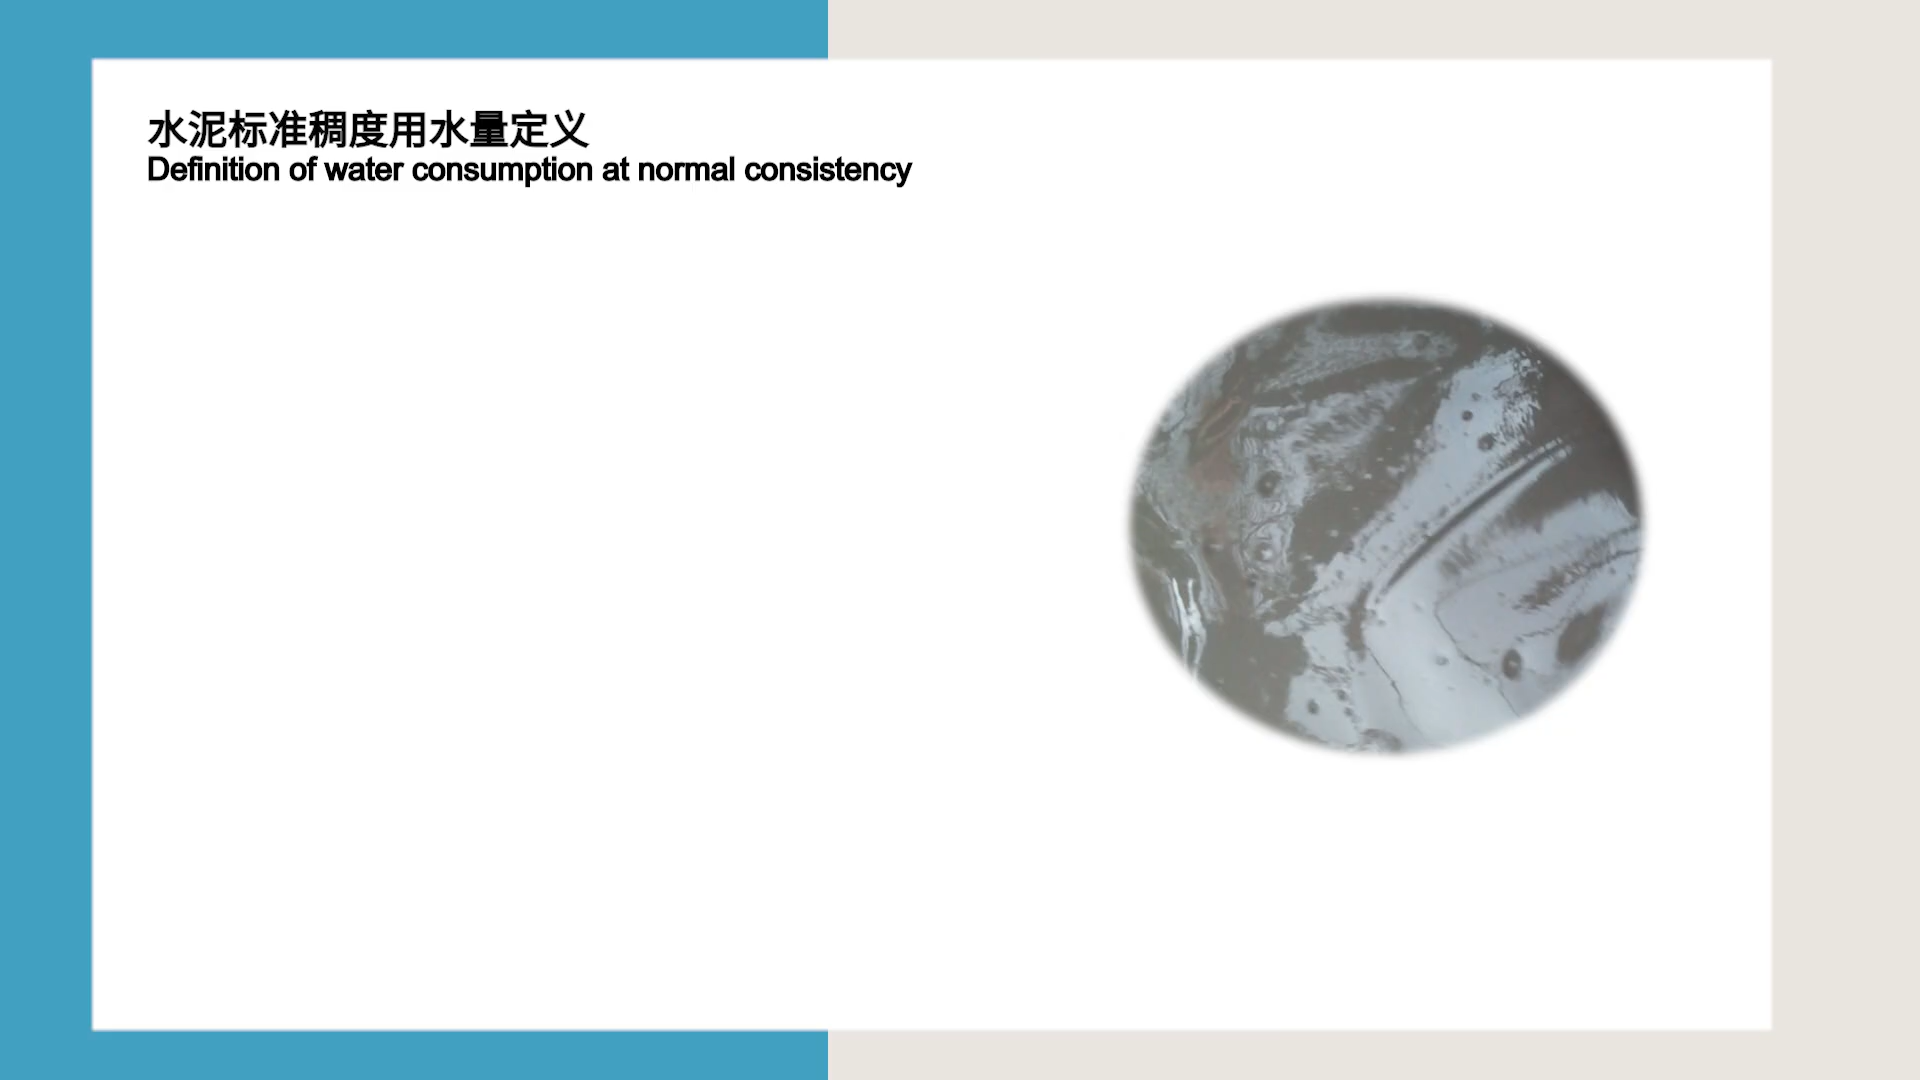 水泥标准稠度用水量定义
Definition of water consumption at normal consistency